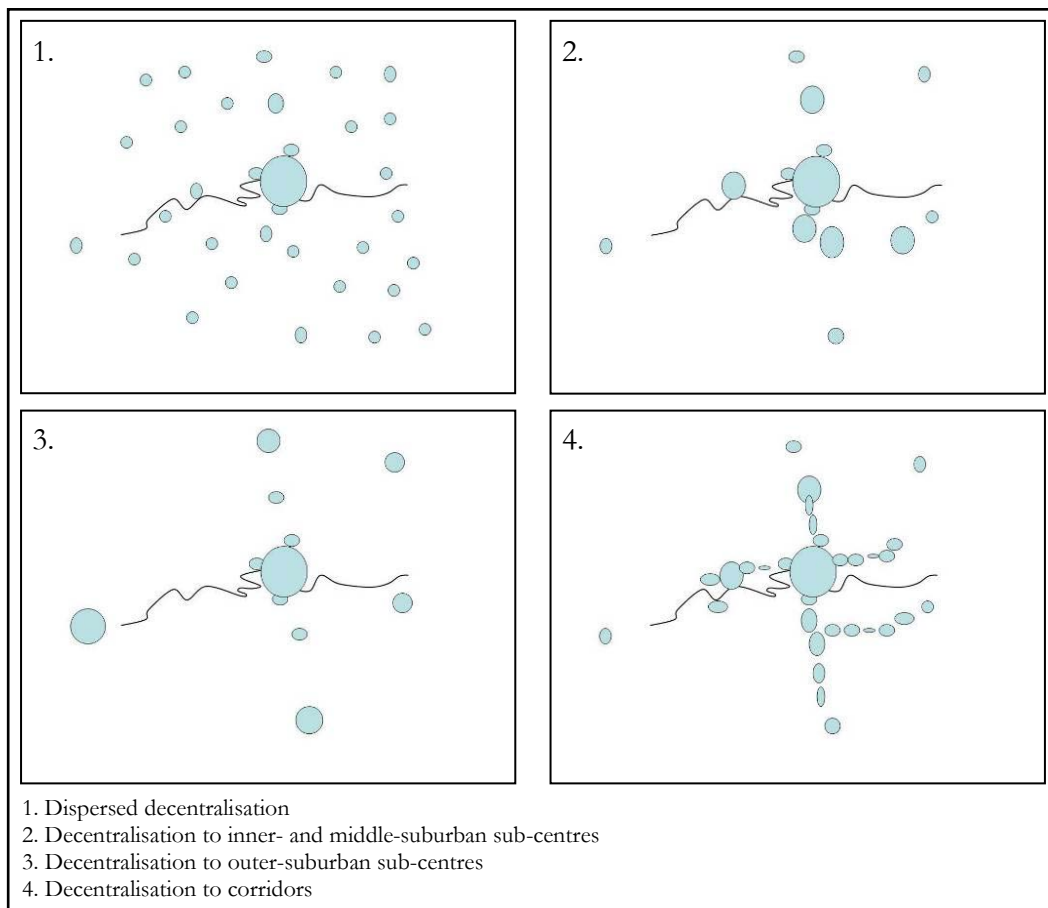 1.
2.
3.
4.
1. Dispersed decentralisation
2. Decentralisation to inner- and middle-suburban sub-centres
3. Decentralisation to outer-suburban sub-centres
4. Decentralisation to corridors